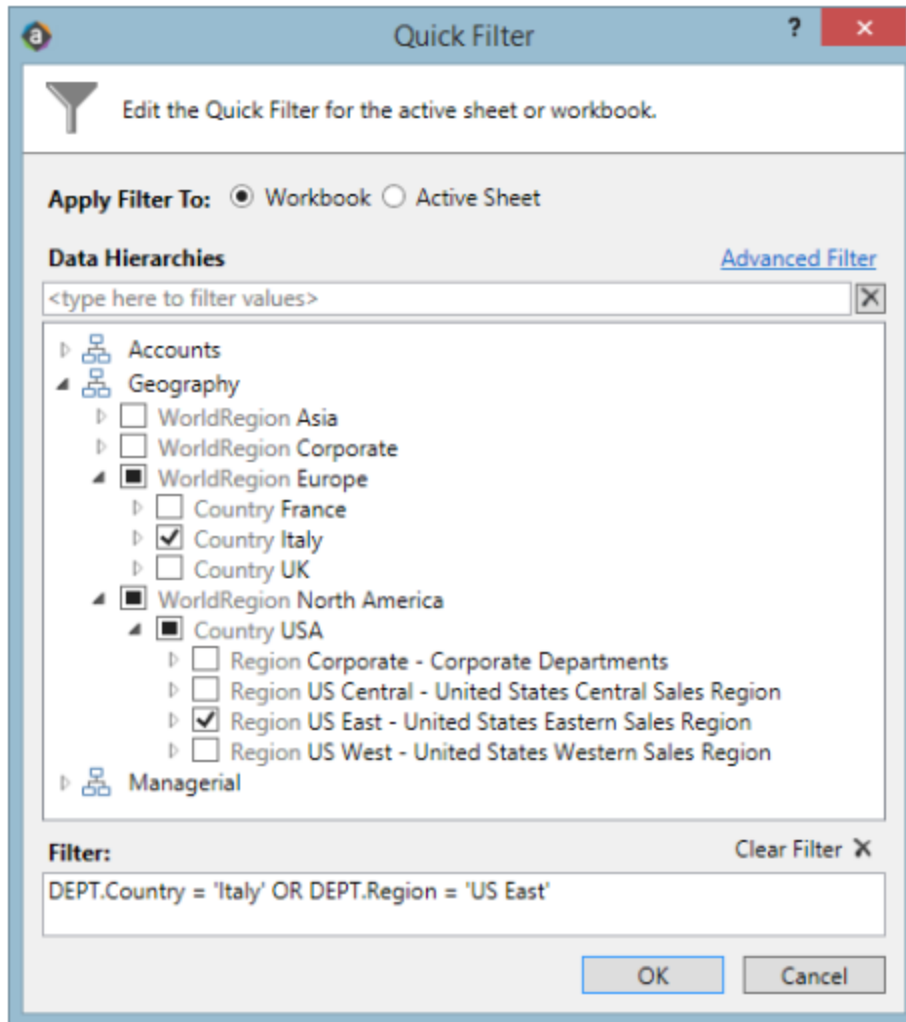 Quick Filter
?
Edit the Quick Filter for the active sheet or workbook.
Apply Filter To: Workbook Active Sheet
Data Hierarchies Advanced Filter
<type here to filter values>
Accounts
Geography
WorldRegion Asia
WorldRegion Corporate
WorldRegion Europe
Country France
Country Italy
Country UK
WorldRegion North America
Country USA
Region Corporate - Corporate Departments
Region US Central - United States Central Sales Region
Region US East - United States Eastern Sales Region
Region US West - United States Western Sales Region
Managerial
Filter: Clear Filter
DEPT.Country = 'Italy' OR DEPT.Region = 'US East'
OK Cancel